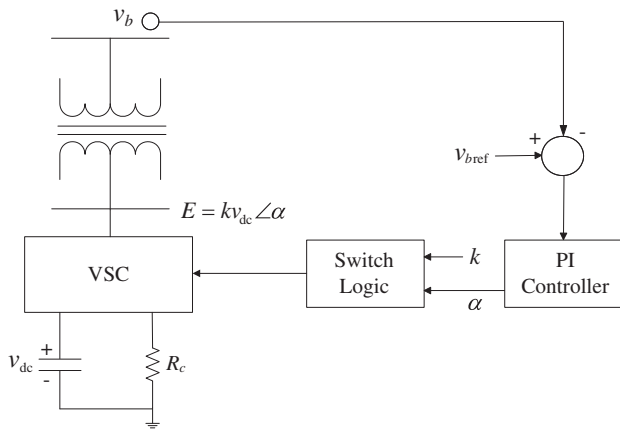 v_b
+ -
v_bref
E = kv_dc∠α
VSC
Switch
Logic
k
α
PI
Controller
v_dc
+
-
R_c